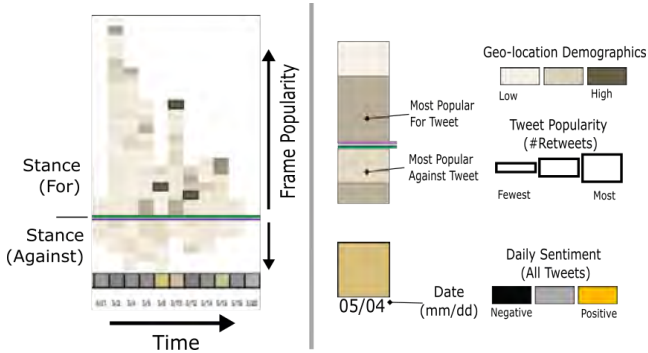 Stance
(For)
Stance
(Against)
Frame Popularity
Time
Most Popular
For Tweet
Most Popular
Against Tweet
05/04
Date
(mm/dd)
Geo-location Demographics
Low
High
Tweet Popularity
(#Retweets)
Fewest
Most
Daily Sentiment
(All Tweets)
Negative
Positive